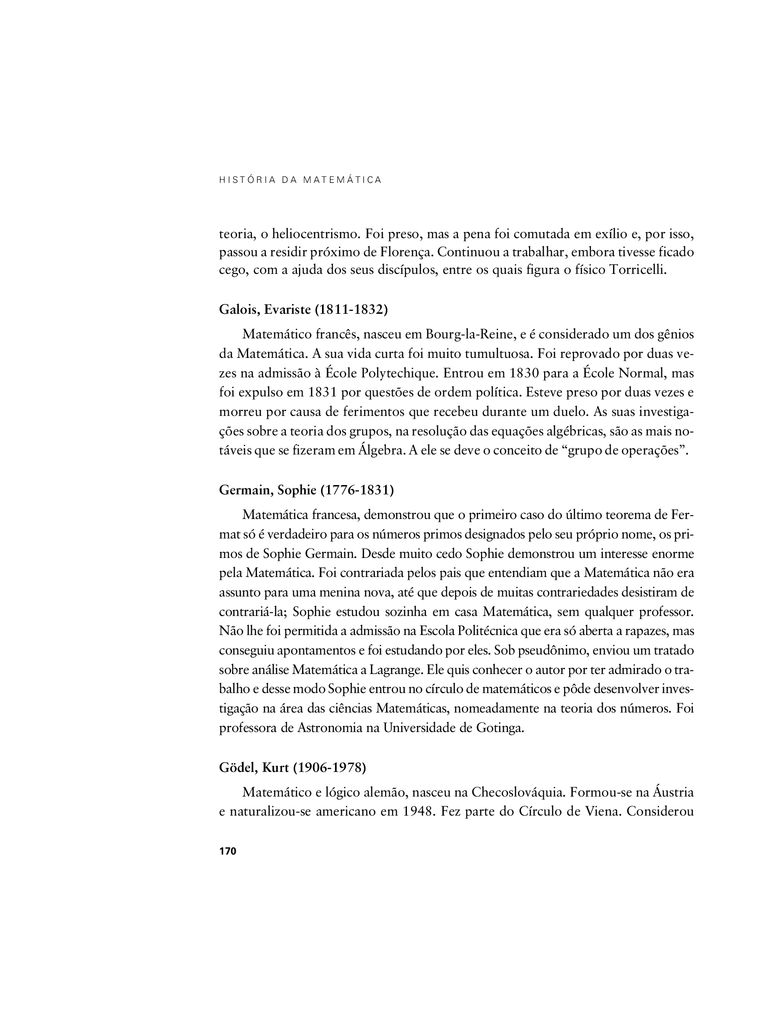 HISTÓRIA DA MATEMÁTICA
teoria, o heliocentrismo. Foi preso, mas a pena foi comutada em exílio e, por isso,
passou a residir próximo de Florença. Continuou a trabalhar, embora tivesse ficado
cego, com a ajuda dos seus discípulos, entre os quais figura o físico Torricelli.
Galois, Evariste (1811-1832)
Matemático francês, nasceu em Bourg-la-Reine, e é considerado um dos gênios
da Matemática. A sua vida curta foi muito tumultuosa. Foi reprovado por duas ve-
zes na admissão à École Polytechique. Entrou em 1830 para a École Normal, mas
foi expulso em 1831 por questões de ordem política. Esteve preso por duas vezes e
morreu por causa de ferimentos que recebeu durante um duelo. As suas investiga-
ções sobre a teoria dos grupos, na resolução das equações algébricas, são as mais no-
táveis que se fizeram em Álgebra. A ele se deve o conceito de “grupo de operações”.
Germain, Sophie (1776-1831)
Matemática francesa, demonstrou que o primeiro caso do último teorema de Fer-
mat só é verdadeiro para os números primos designados pelo seu próprio nome, os pri-
mos de Sophie Germain. Desde muito cedo Sophie demonstrou um interesse enorme
pela Matemática. Foi contrariada pelos pais que entendiam que a Matemática não era
assunto para uma menina nova, até que depois de muitas contrariedades desistiram de
contrariá-la; Sophie estudou sozinha em casa Matemática, sem qualquer professor.
Não lhe foi permitida a admissão na Escola Politécnica que era só aberta a rapazes, mas
conseguiu apontamentos e foi estudando por eles. Sob pseudônimo, enviou um tratado
sobre análise Matemática a Lagrange. Ele quis conhecer o autor por ter admirado o tra-
balho e desse modo Sophie entrou no círculo de matemáticos e pôde desenvolver inves-
tigação na área das ciências Matemáticas, nomeadamente na teoria dos números. Foi
professora de Astronomia na Universidade de Gotinga.
Gödel, Kurt (1906-1978)
Matemático e lógico alemão, nasceu na Checoslováquia. Formou-se na Áustria
e naturalizou-se americano em 1948. Fez parte do Círculo de Viena. Considerou
170